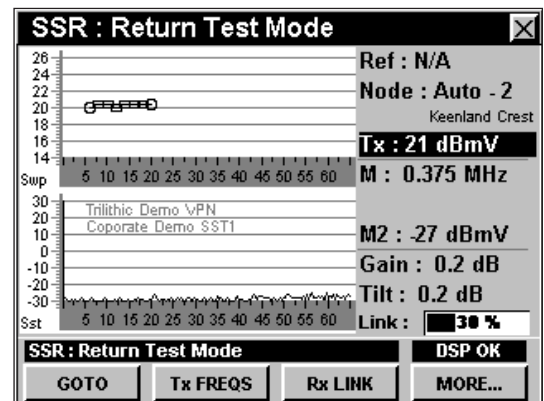 SSR : Return Test Mode
26
24
22
20
18
16
14
Swp
5 10 15 20 25 30 35 40 45 50 55 60
30
20
10
0
-10
-20
-30
Sst
Trilithic Demo VPN
Coporate Demo SST1
5 10 15 20 25 30 35 40 45 50 55 60
Ref : N/A
Node : Auto - 2
Keenland Crest
Tx : 21 dBmV
M : 0.375 MHz
M2 : -27 dBmV
Gain : 0.2 dB
Tilt : 0.2 dB
Link : 30 %
SSR : Return Test Mode DSP OK
GOTO Tx FREQS Rx LINK MORE...